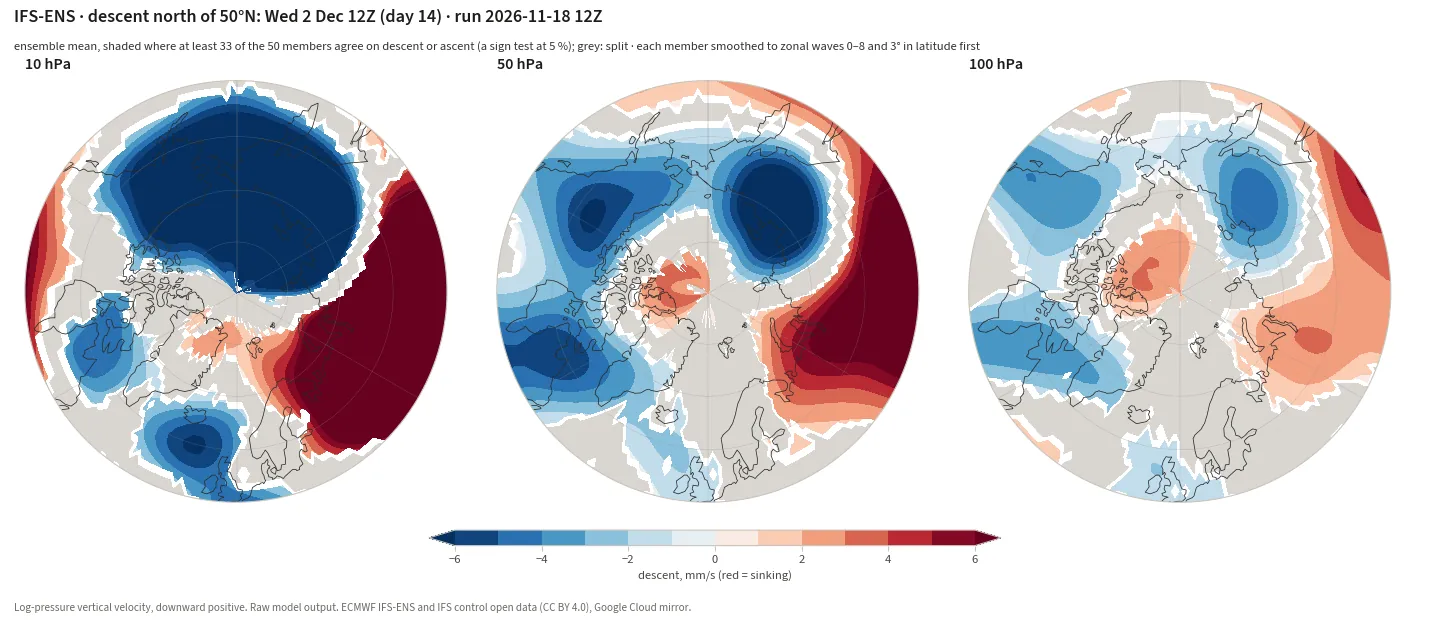 IFS-ENS · descent north of 50°N: Wed 2 Dec 12Z (day 14) · run 2026-11-18 12Z
ensemble mean, shaded where at least 33 of the 50 members agree on descent or ascent (a sign test at 5 %); grey: split · each member smoothed to zonal waves 0–8 and 3° in latitude first
10 hPa
50 hPa
100 hPa
−6 −4 −2 0 2 4 6
descent, mm/s (red = sinking)
Log-pressure vertical velocity, downward positive. Raw model output. ECMWF IFS-ENS and IFS control open data (CC BY 4.0), Google Cloud mirror.